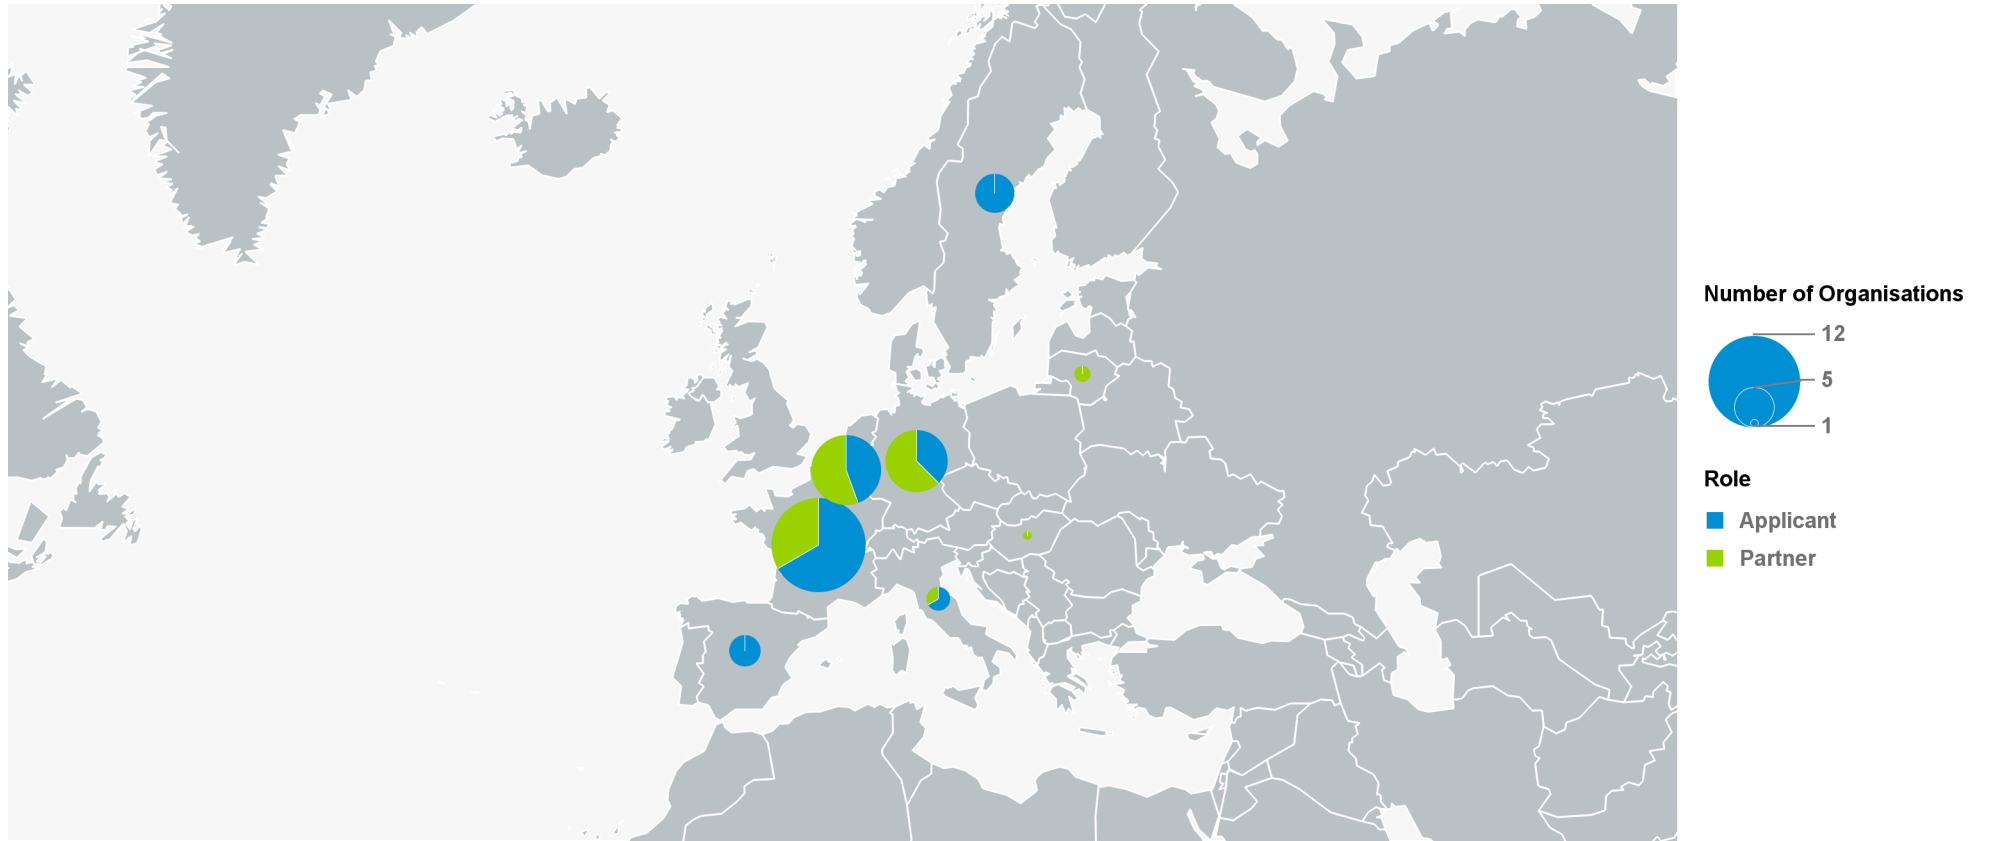 Number of Organisations
12
5
1
Role
Applicant
Partner